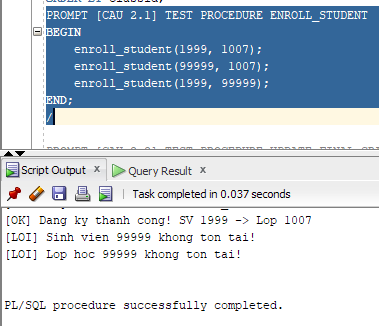 PROMPT [CAU 2.1] TEST PROCEDURE ENROLL_STUDENT
BEGIN
enroll_student(1999, 1007);
enroll_student(99999, 1007);
enroll_student(1999, 99999);
END;
/
Script Output x
Query Result x
Task completed in 0.037 seconds
[OK] Dang ky thanh cong! SV 1999 -> Lop 1007
[LOI] Sinh vien 99999 khong ton tai!
[LOI] Lop hoc 99999 khong ton tai!
PL/SQL procedure successfully completed.